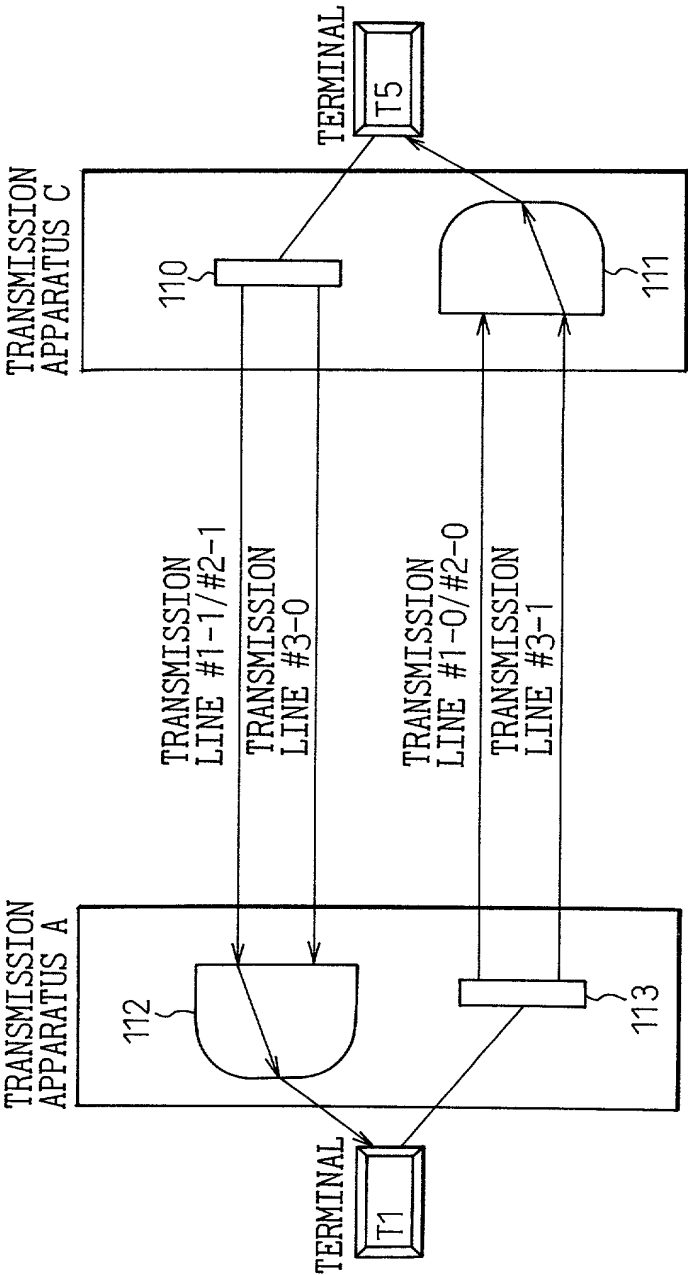 TRANSMISSION
APPARATUS A
TRANSMISSION
APPARATUS C
112
TRANSMISSION
LINE #1-1/#2-1
110
TRANSMISSION
LINE #3-0
TERMINAL
T1
TERMINAL
T5
TRANSMISSION
LINE #1-0/#2-0
TRANSMISSION
LINE #3-1
113
111